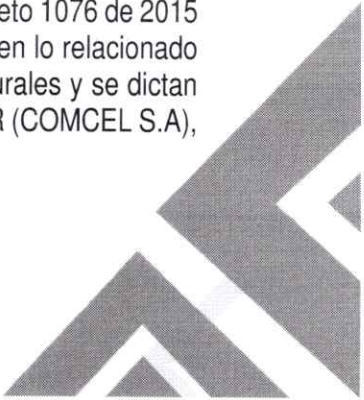 eto 1076 de 2015
en lo relacionado
urales y se dictan
R (COMCEL S.A),